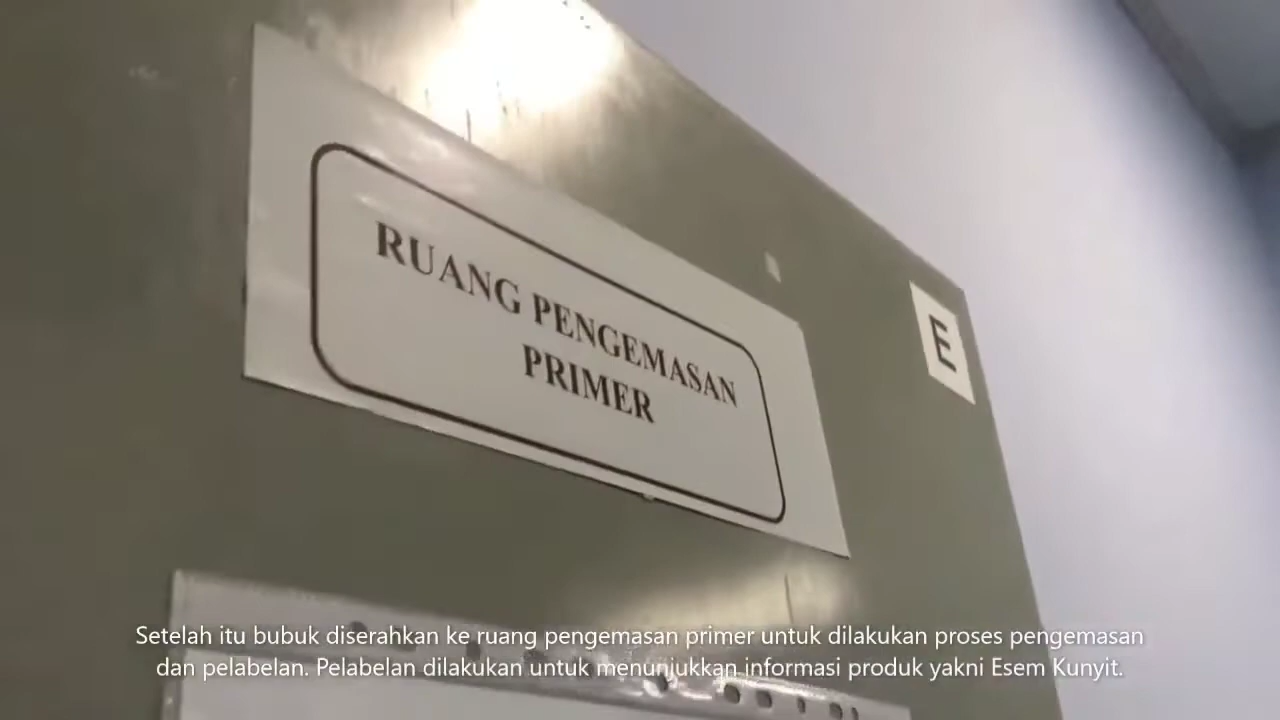 RUANG PENGEMASAN
PRIMER
E
Setelah itu bubuk diserahkan ke ruang pengemasan primer untuk dilakukan proses pengemasan
dan pelabelan. Pelabelan dilakukan untuk menunjukkan informasi produk yakni Esem Kunyit.